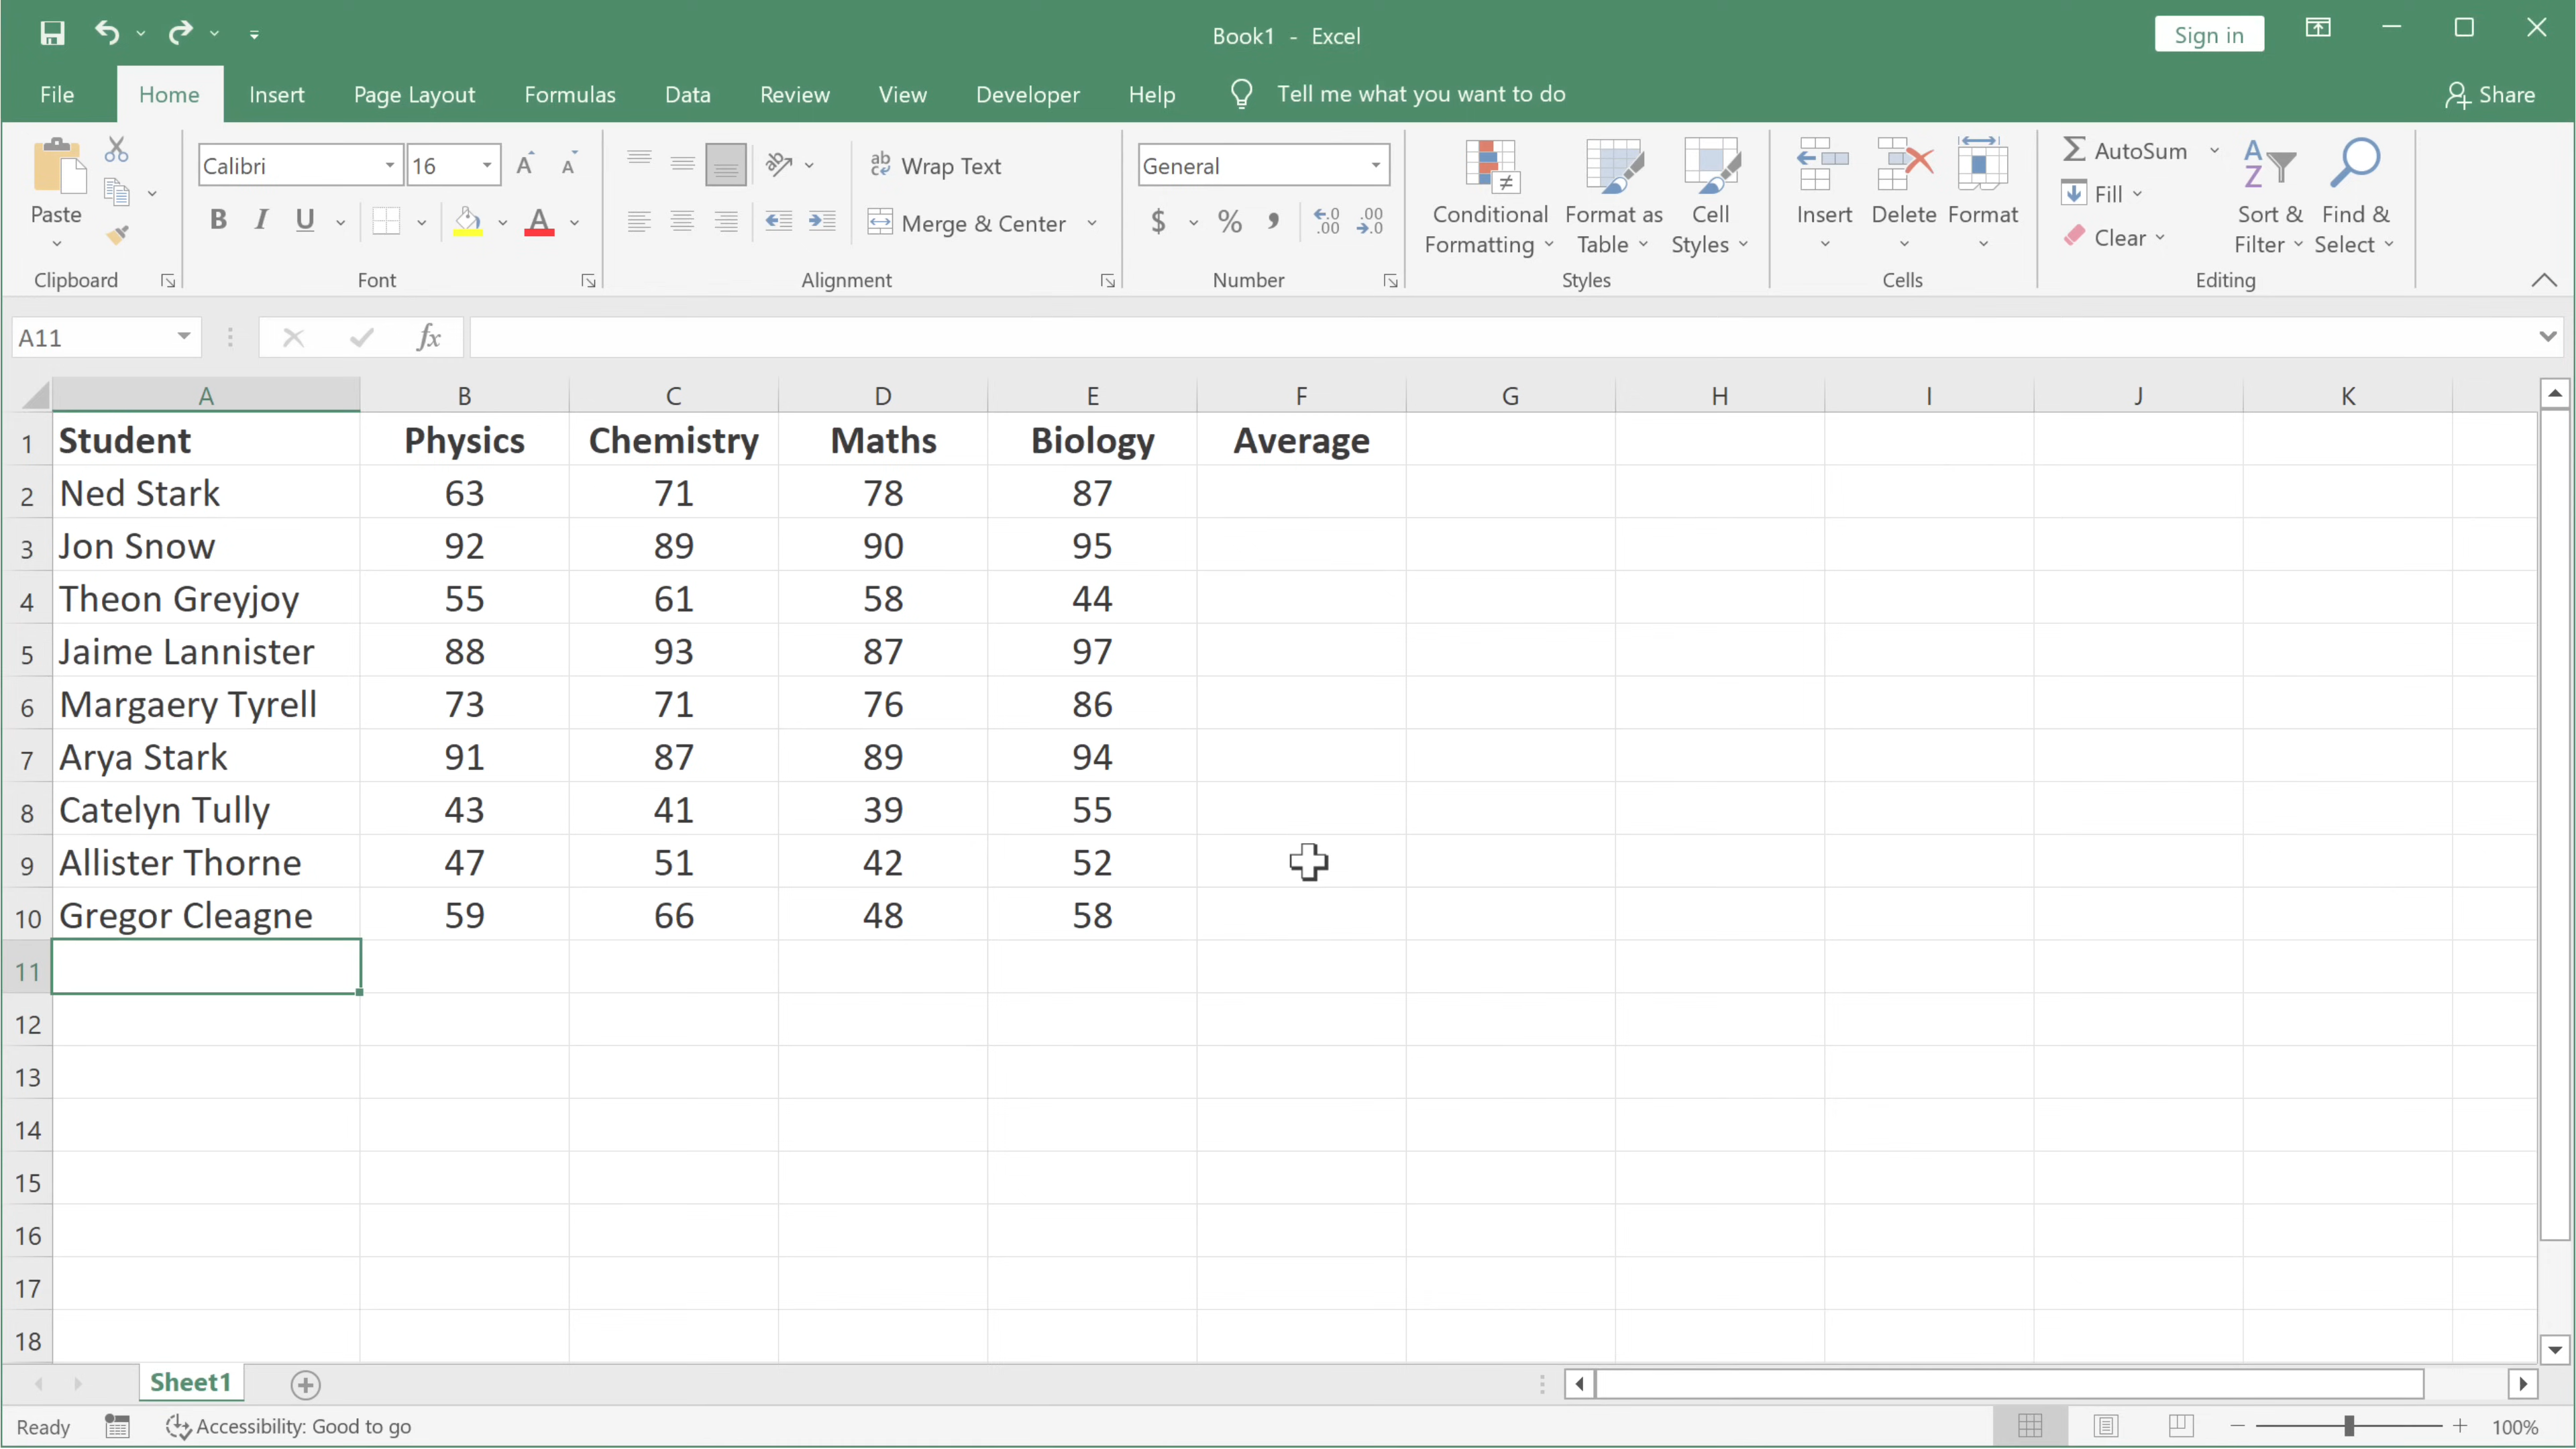 Book1 - Excel
Sign in
File Home Insert Page Layout Formulas Data Review View Developer Help Tell me what you want to do Share
Paste
Clipboard
Calibri 16
B I U A
Font
Wrap Text
Merge & Center
Alignment
General
$ % ,
Number
Conditional Formatting
Format as Table
Cell Styles
Styles
Insert Delete Format
Cells
AutoSum
Fill
Clear
Sort & Filter
Find & Select
Editing
A11 fx
A B C D E F G H I J K
1 Student Physics Chemistry Maths Biology Average
2 Ned Stark 63 71 78 87
3 Jon Snow 92 89 90 95
4 Theon Greyjoy 55 61 58 44
5 Jaime Lannister 88 93 87 97
6 Margaery Tyrell 73 71 76 86
7 Arya Stark 91 87 89 94
8 Catelyn Tully 43 41 39 55
9 Allister Thorne 47 51 42 52
10 Gregor Cleagne 59 66 48 58
11
12
13
14
15
16
17
18
Sheet1
Ready Accessibility: Good to go 100%